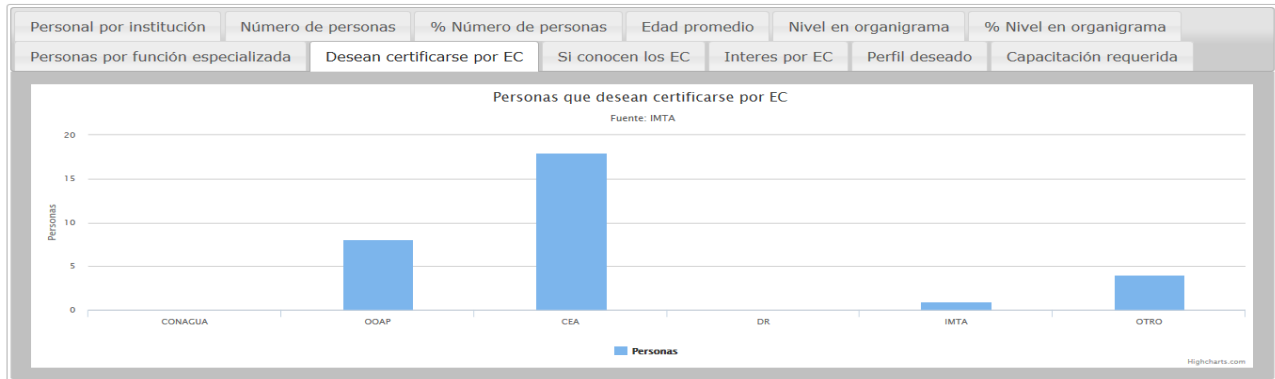 Personal por institución Número de personas % Número de personas Edad promedio Nivel en organigrama % Nivel en organigrama
Personas por función especializada Desean certificarse por EC Si conocen los EC Interes por EC Perfil deseado Capacitación requerida
Personas que desean certificarse por EC
Fuente: IMTA
20
15
10
5
0
Personas
CONAGUA OOAP CEA DR IMTA OTRO
Personas
Highcharts.com